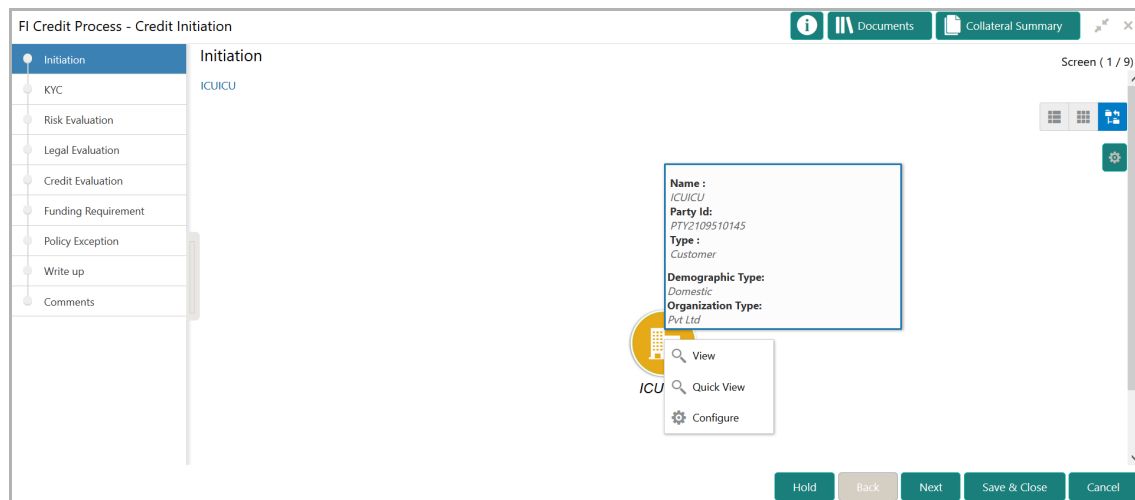 FI Credit Process - Credit Initiation
Documents
Collateral Summary
Initiation
KYC
Risk Evaluation
Legal Evaluation
Credit Evaluation
Funding Requirement
Policy Exception
Write up
Comments
Initiation
Screen ( 1 / 9)
ICUICU
Name :
ICUICU
Party Id:
PTY2109510145
Type :
Customer
Demographic Type:
Domestic
Organization Type:
Pvt Ltd
ICU
View
Quick View
Configure
Hold
Back
Next
Save & Close
Cancel